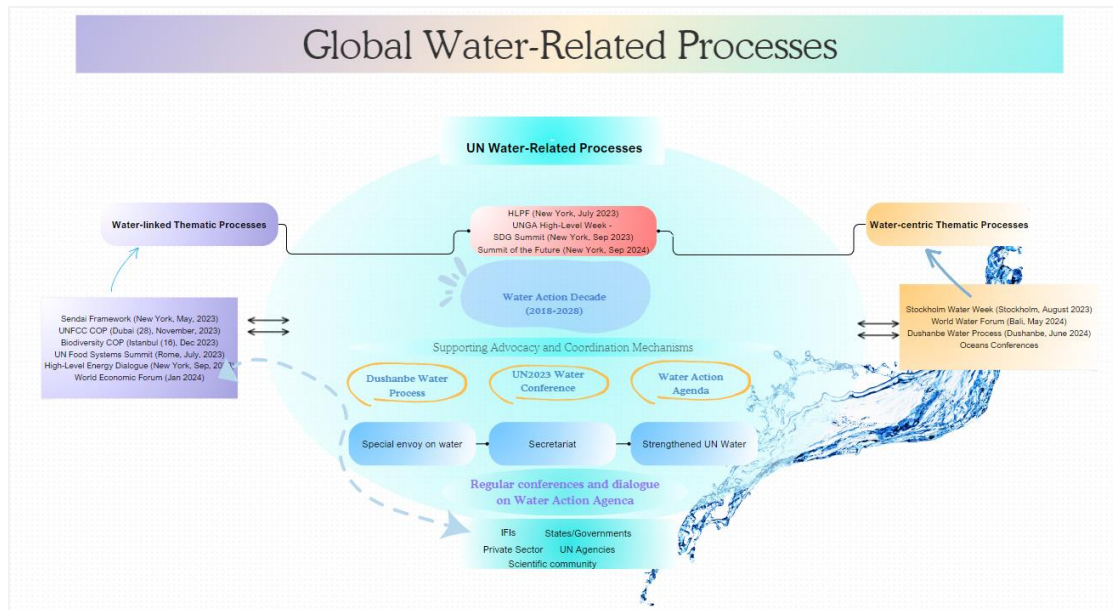 Global Water-Related Processes
UN Water-Related Processes
Water-linked Thematic Processes
HLPF (New York, July 2023)
UNGA High-Level Week -
SDG Summit (New York, Sep 2023)
Summit of the Future (New York, Sep 2024)
Water-centric Thematic Processes
Water Action Decade
(2018-2028)
Sendai Framework (New York, May, 2023)
UNFCC COP (Dubai (28), November, 2023)
Biodiversity COP (Istanbul (16), Dec 2023)
UN Food Systems Summit (Rome, July, 2023)
High-Level Energy Dialogue (New York, Sep,
World Economic Forum (Jan 2024)
Stockholm Water Week (Stockholm, August 2023)
World Water Forum (Bali, May 2024)
Dushanbe Water Process (Dushanbe, June 2024)
Oceans Conferences
Supporting Advocacy and Coordination Mechanisms
Dushanbe Water
Process
UN2023 Water
Conference
Water Action
Agenda
Special envoy on water
Secretariat
Strengthened UN Water
Regular conferences and dialogue
on Water Action Agenca
IFIs
States/Governments
Private Sector
UN Agencies
Scientific community